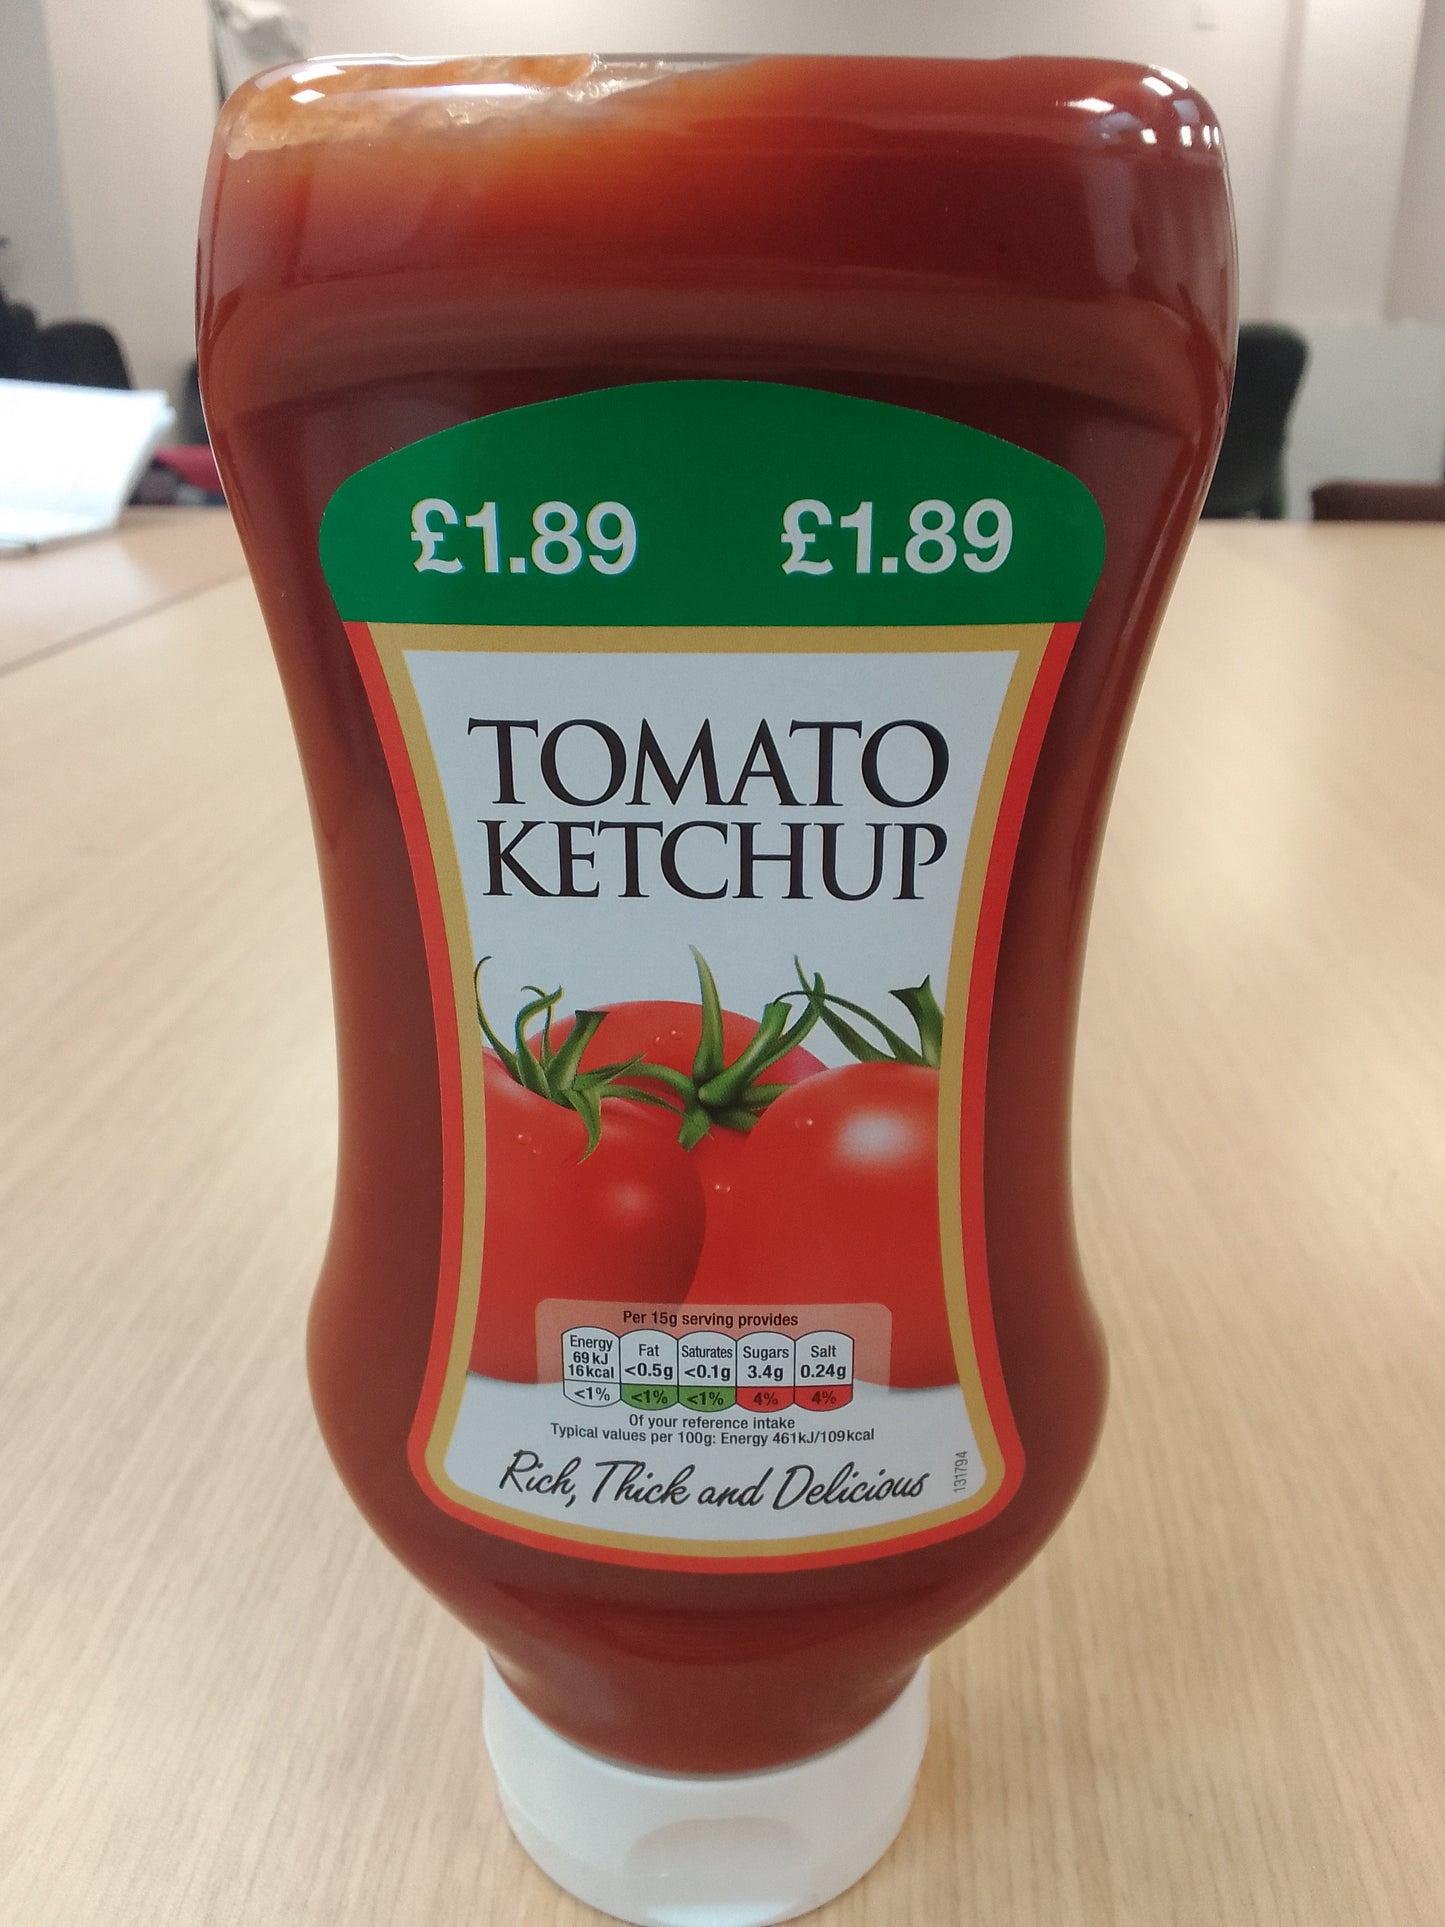 £1.89 £1.89
TOMATO
KETCHUP
Per 15g serving provides
Energy Fat Saturates Sugars Salt
69 kJ
16kcal <0.5g <0.1g 3.4g 0.24g
<1% <1% <1% 4% 4%
Of your reference intake
Typical values per 100g: Energy 461kJ/109kcal
Rich, Thick and Delicious
131794